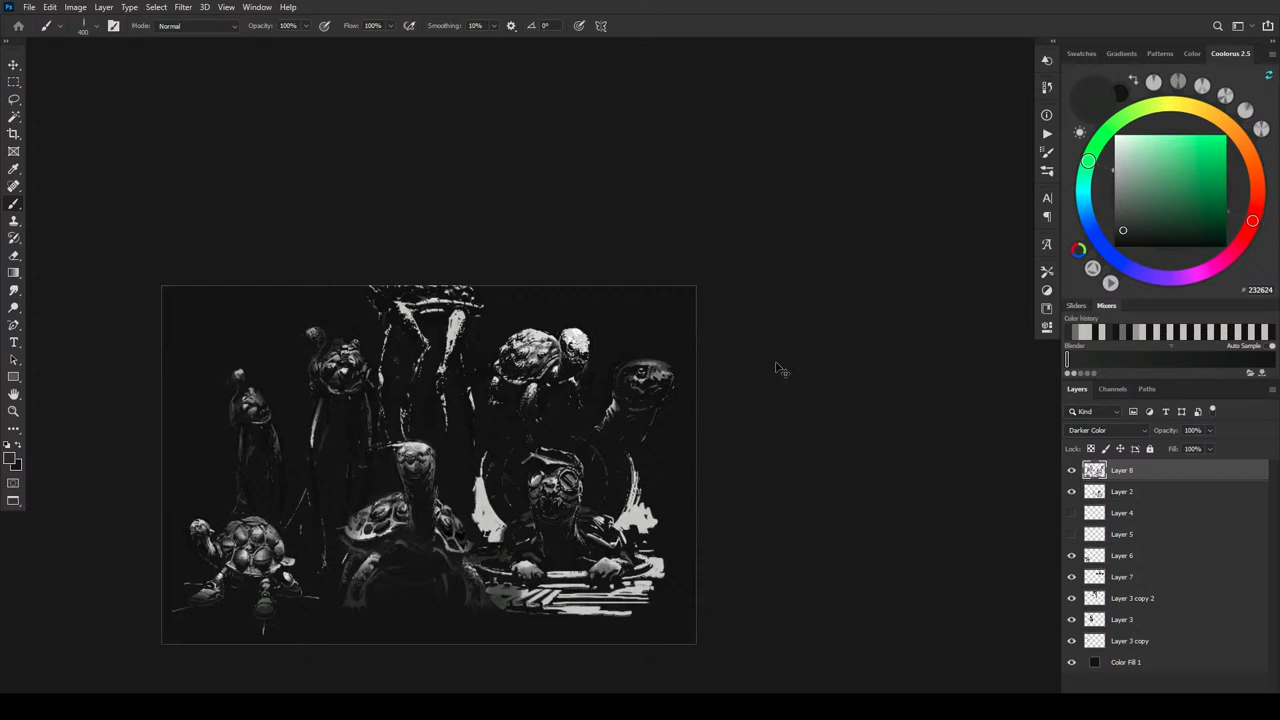 Ps File Edit Image Layer Type Select Filter 3D View Window Help
400 Mode: Normal Opacity: 100% Flow: 100% Smoothing: 10% 0°
Swatches Gradients Patterns Color Coolorus 2.5
# 232624
Sliders Mixers
Color history
Blender Auto Sample
Layers Channels Paths
Kind
Darker Color Opacity: 100%
Lock: Fill: 100%
Layer 8
Layer 2
Layer 4
Layer 5
Layer 6
Layer 7
Layer 3 copy 2
Layer 3
Layer 3 copy
Color Fill 1